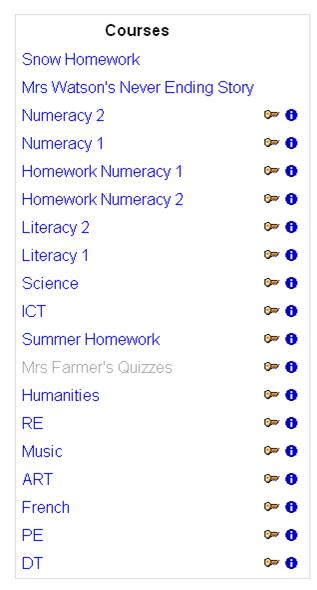 Courses
Snow Homework
Mrs Watson's Never Ending Story
Numeracy 2
Numeracy 1
Homework Numeracy 1
Homework Numeracy 2
Literacy 2
Literacy 1
Science
ICT
Summer Homework
Mrs Farmer's Quizzes
Humanities
RE
Music
ART
French
PE
DT